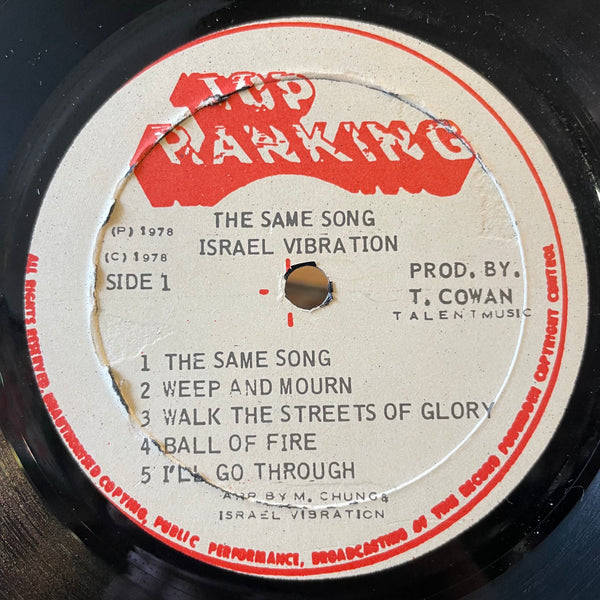 TOP
RANKING
THE SAME SONG
ISRAEL VIBRATION
(P) 1978
(C) 1978
SIDE 1
PROD. BY.
T. COWAN
TALENT MUSIC
1 THE SAME SONG
2 WEEP AND MOURN
3 WALK THE STREETS OF GLORY
4 BALL OF FIRE
5 I'LL GO THROUGH
ARR BY M. CHUNG &
ISRAEL VIBRATION
ALL RIGHTS RESERVED, UNAUTHORISED COPYING, PUBLIC PERFORMANCE, BROADCASTING OF THIS RECORD FORBIDDEN COPYRIGHT CONTROL